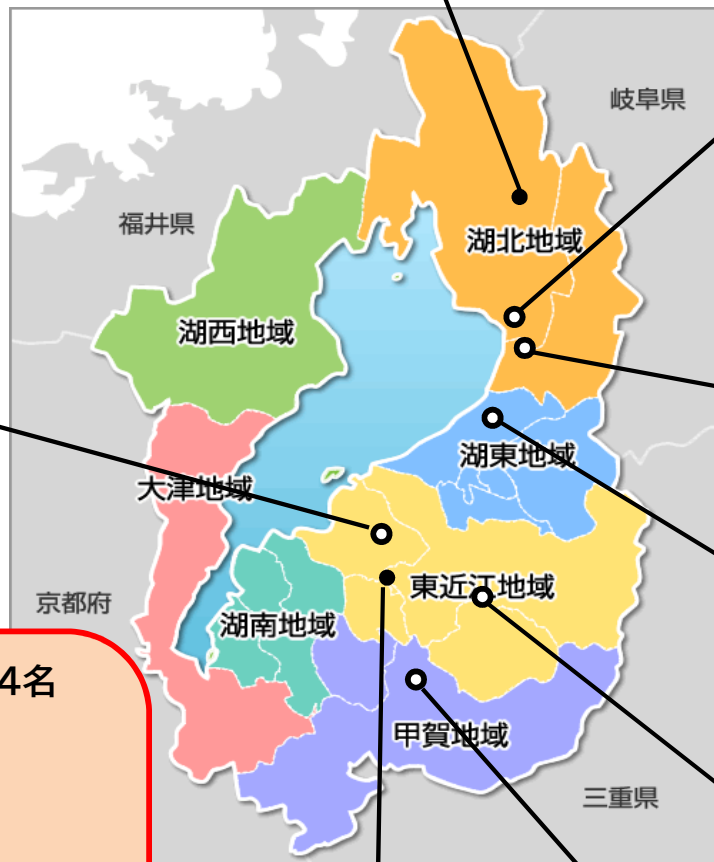 岐阜県
福井県
湖北地域
湖西地域
湖東地域
大津地域
東近江地域
京都府
湖南地域
4名
甲賀地域
三重県